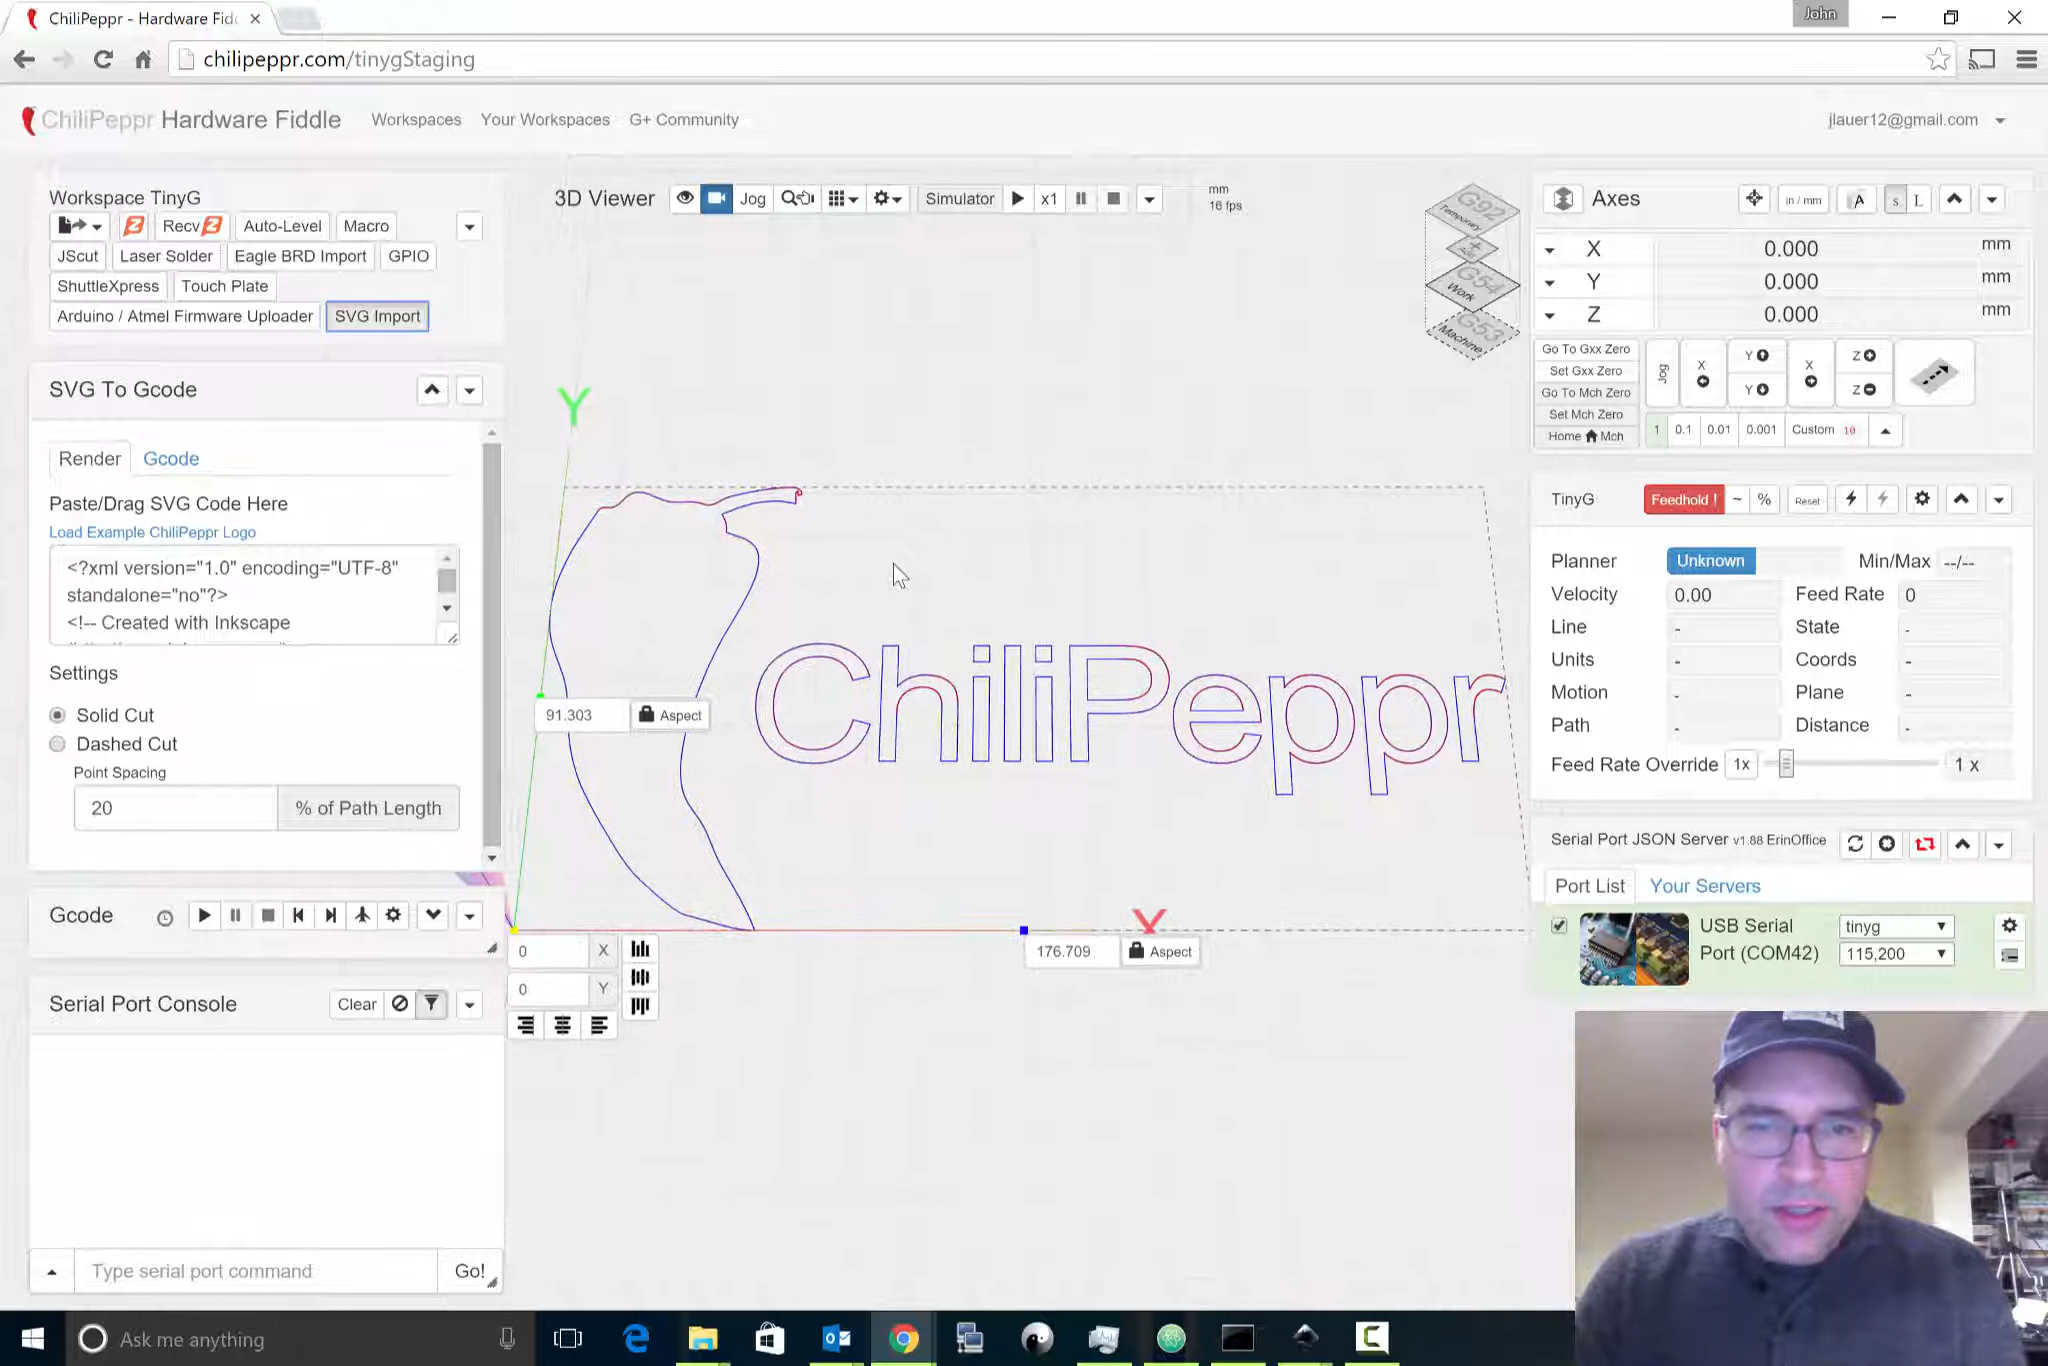 ChiliPeppr - Hardware Fid
John
chilipeppr.com/tinygStaging
ChiliPeppr Hardware Fiddle
Workspaces
Your Workspaces
G+ Community
jlauer12@gmail.com
Workspace TinyG
Recv
Auto-Level
Macro
JScut
Laser Solder
Eagle BRD Import
GPIO
ShuttleXpress
Touch Plate
Arduino / Atmel Firmware Uploader
SVG Import
SVG To Gcode
Render
Gcode
Paste/Drag SVG Code Here
Load Example ChiliPeppr Logo
<?xml version="1.0" encoding="UTF-8"
standalone="no"?>
<!-- Created with Inkscape
Settings
Solid Cut
Dashed Cut
Point Spacing
20
% of Path Length
Gcode
Serial Port Console
Clear
Type serial port command
Go!
3D Viewer
Jog
Simulator
x1
mm
16 fps
G92
Temporary
G54
Work
G53
Machine
Y
ChiliPeppr
91.303
Aspect
X
176.709
Aspect
0
X
0
Y
Axes
in / mm
A
s
L
X
0.000
mm
Y
0.000
mm
Z
0.000
mm
Go To Gxx Zero
Set Gxx Zero
Go To Mch Zero
Set Mch Zero
Home Mch
Jog
X
Y
Y
X
Z
Z
1
0.1
0.01
0.001
Custom
10
TinyG
Feedhold !
~
%
Reset
Planner
Unknown
Min/Max
--/--
Velocity
0.00
Feed Rate
0
Line
-
State
-
Units
-
Coords
-
Motion
-
Plane
-
Path
-
Distance
-
Feed Rate Override
1x
1 x
Serial Port JSON Server v1.88 ErinOffice
Port List
Your Servers
USB Serial
Port (COM42)
tinyg
115,200
Ask me anything